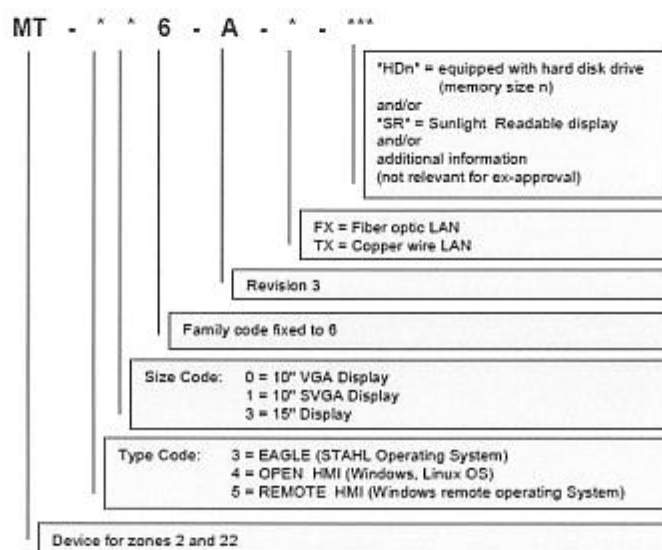 MT - * * 6 - A - * - ***
"HDn" = equipped with hard disk drive
(memory size n)
and/or
"SR" = Sunlight Readable display
and/or
additional information
(not relevant for ex-approval)
FX = Fiber optic LAN
TX = Copper wire LAN
Revision 3
Family code fixed to 6
Size Code: 0 = 10" VGA Display
1 = 10" SVGA Display
3 = 15" Display
Type Code: 3 = EAGLE (STAHL Operating System)
4 = OPEN HMI (Windows, Linux OS)
5 = REMOTE HMI (Windows remote operating System)
Device for zones 2 and 22